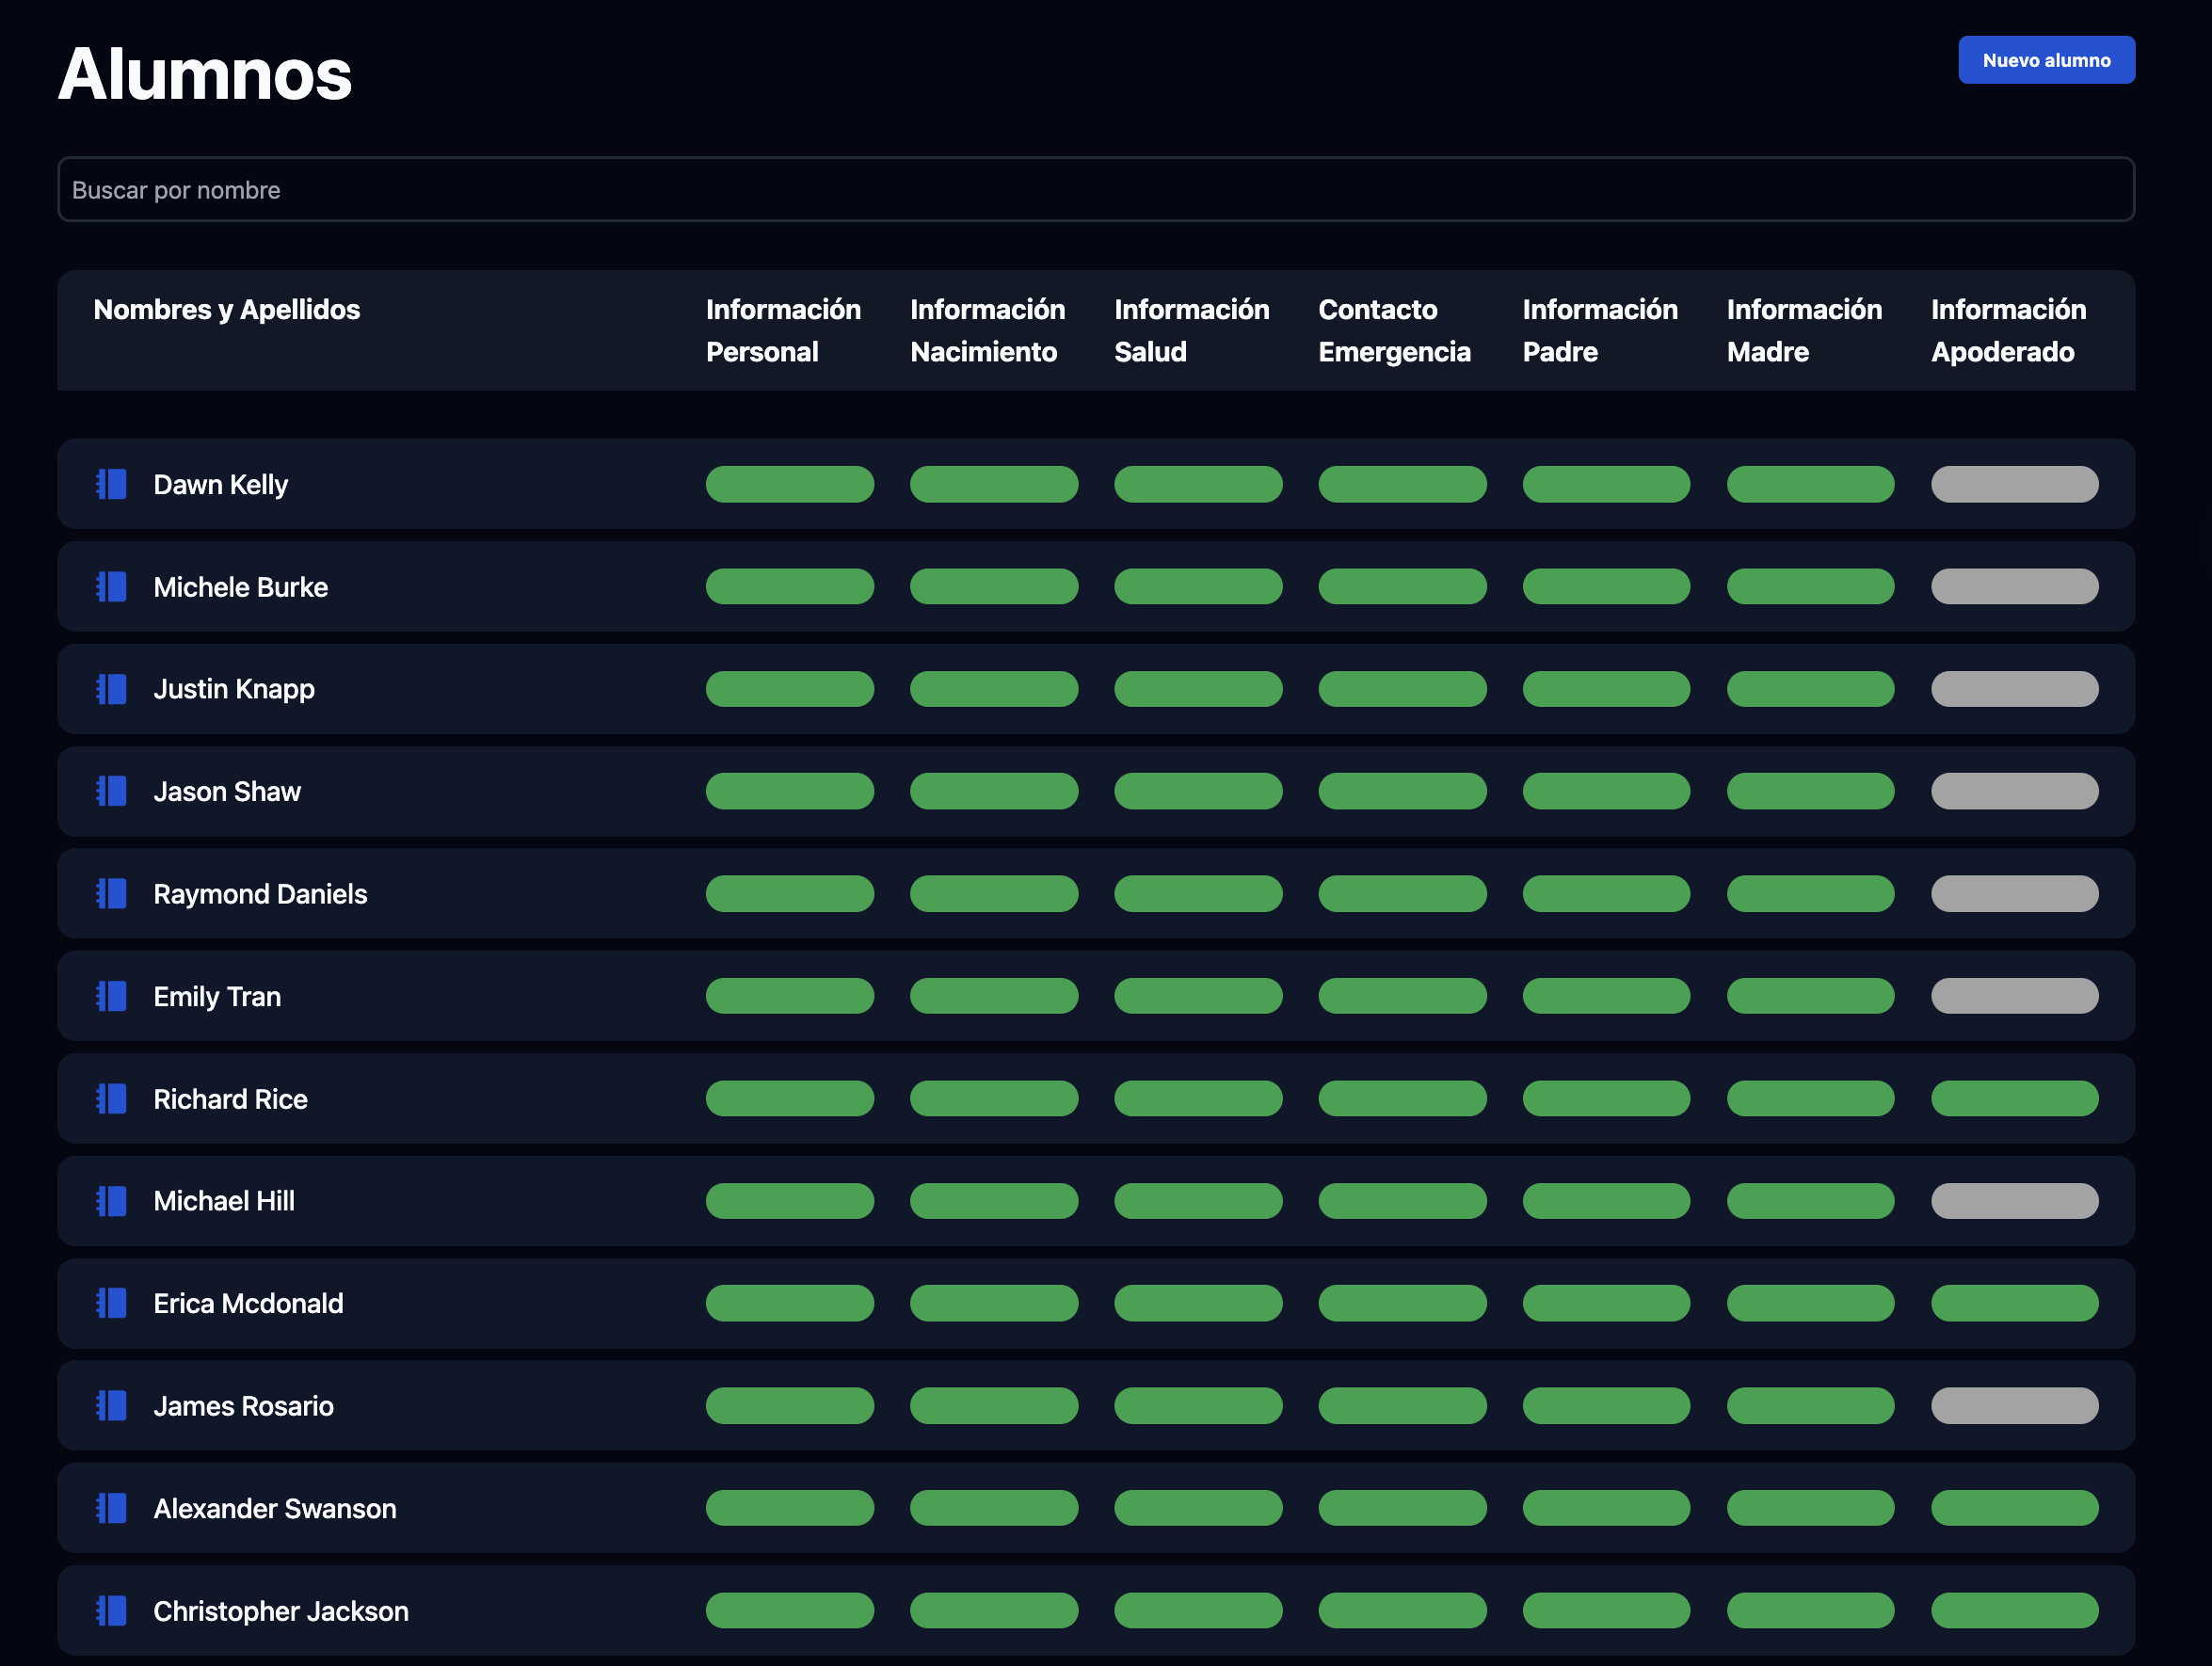 Alumnos
Nuevo alumno
Buscar por nombre
Nombres y Apellidos
Información Personal
Información Nacimiento
Información Salud
Contacto Emergencia
Información Padre
Información Madre
Información Apoderado
Dawn Kelly
Michele Burke
Justin Knapp
Jason Shaw
Raymond Daniels
Emily Tran
Richard Rice
Michael Hill
Erica Mcdonald
James Rosario
Alexander Swanson
Christopher Jackson